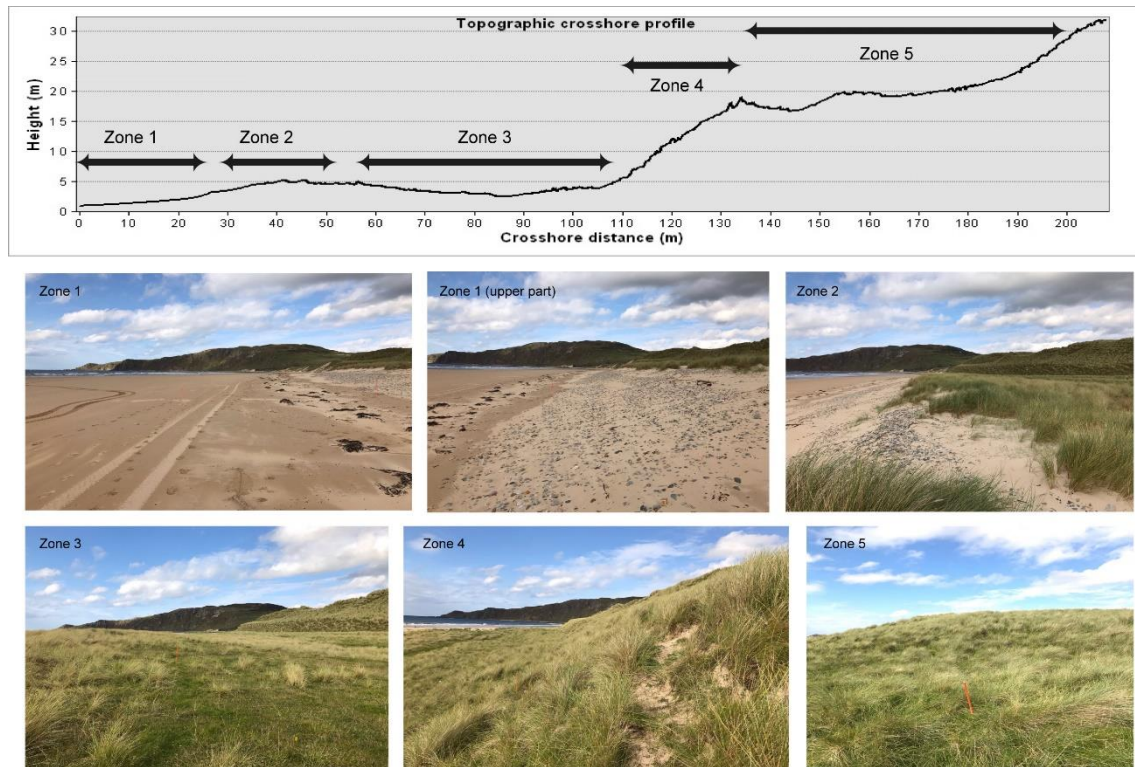 Topographic crosshore profile
Height (m)
30
25
20
15
10
5
0
Zone 1
Zone 2
Zone 3
Zone 4
Zone 5
0 10 20 30 40 50 60 70 80 90 100 110 120 130 140 150 160 170 180 190 200
Crosshore distance (m)
Zone 1
Zone 1 (upper part)
Zone 2
Zone 3
Zone 4
Zone 5